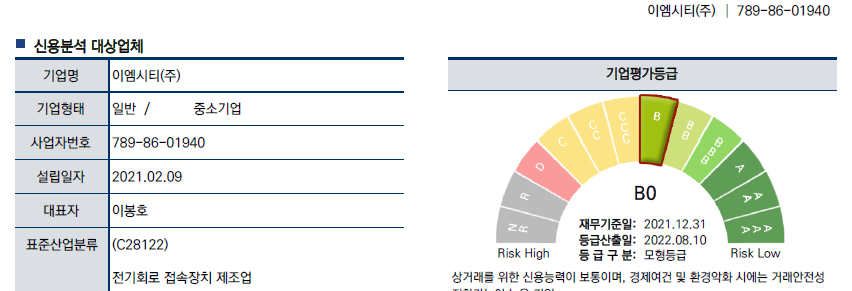 이엠시티(주) | 789-86-01940
■ 신용분석 대상업체
기업명 이엠시티(주)
기업형태 일반 / 중소기업
사업자번호 789-86-01940
설립일자 2021.02.09
대표자 이봉호
표준산업분류 (C28122)
전기회로 접속장치 제조업
기업평가등급
NR
R
D
C
CC
CCC
B
BB
BBB
A
AA
AAA
B0
재무기준일: 2021.12.31
등급산출일: 2022.08.10
등 급 구 분: 모형등급
Risk High
Risk Low
상거래를 위한 신용능력이 보통이며, 경제여건 및 환경악화 시에는 거래안전성